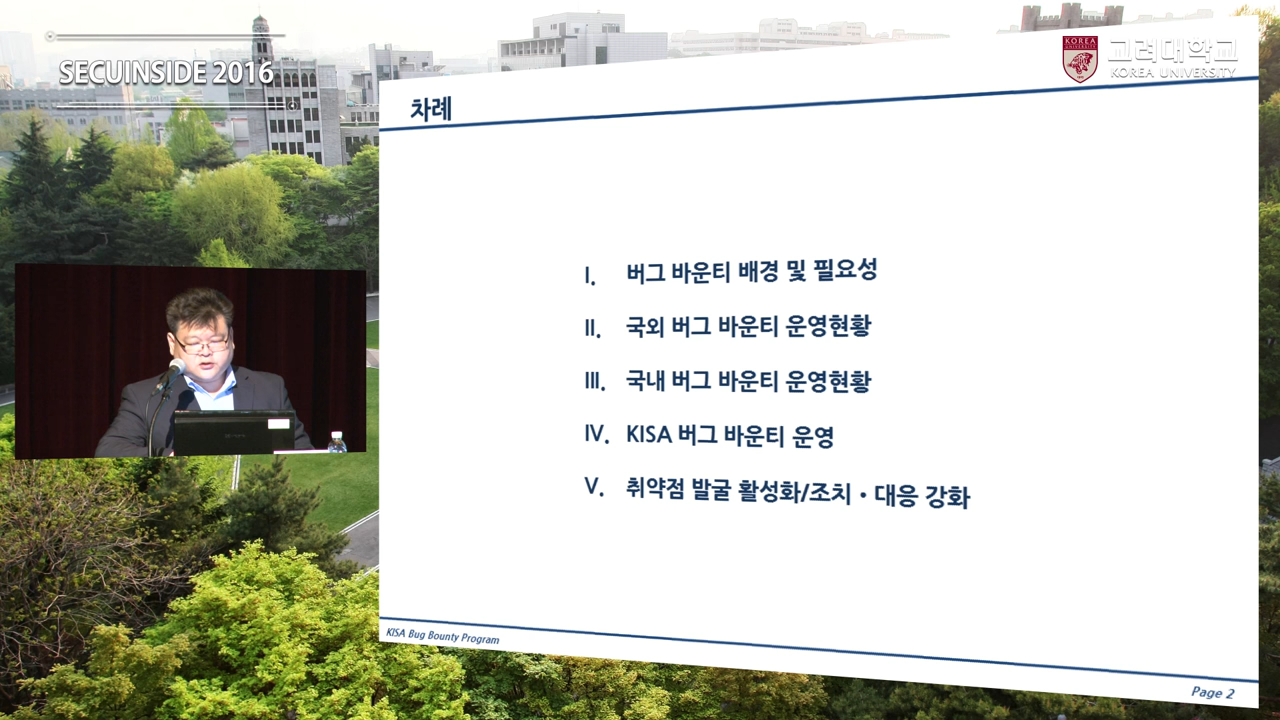 SECUINSIDE 2016
KOREA
UNIVERSITY
고려대학교
KOREA UNIVERSITY
차례
I. 버그 바운티 배경 및 필요성
II. 국외 버그 바운티 운영현황
III. 국내 버그 바운티 운영현황
IV. KISA 버그 바운티 운영
V. 취약점 발굴 활성화/조치・대응 강화
KISA Bug Bounty Program
Page 2